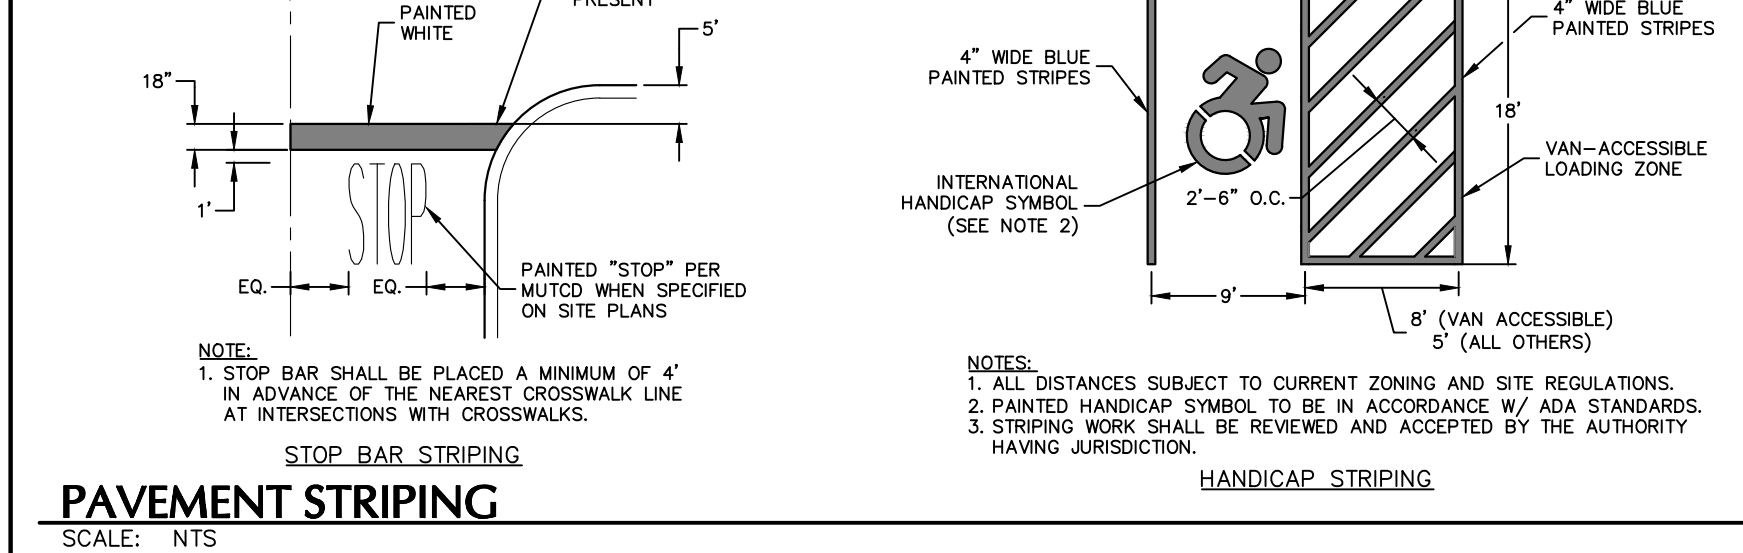 PAINTED
WHITE
PRESENT
5'
18"
1'
STOP
EQ.
EQ.
PAINTED "STOP" PER
MUTCD WHEN SPECIFIED
ON SITE PLANS
NOTE:
1. STOP BAR SHALL BE PLACED A MINIMUM OF 4'
IN ADVANCE OF THE NEAREST CROSSWALK LINE
AT INTERSECTIONS WITH CROSSWALKS.
STOP BAR STRIPING
4" WIDE BLUE
PAINTED STRIPES
INTERNATIONAL
HANDICAP SYMBOL
(SEE NOTE 2)
2'-6" O.C.
4" WIDE BLUE
PAINTED STRIPES
18'
VAN-ACCESSIBLE
LOADING ZONE
9'
8' (VAN ACCESSIBLE)
5' (ALL OTHERS)
NOTES:
1. ALL DISTANCES SUBJECT TO CURRENT ZONING AND SITE REGULATIONS.
2. PAINTED HANDICAP SYMBOL TO BE IN ACCORDANCE W/ ADA STANDARDS.
3. STRIPING WORK SHALL BE REVIEWED AND ACCEPTED BY THE AUTHORITY
HAVING JURISDICTION.
HANDICAP STRIPING
PAVEMENT STRIPING
SCALE: NTS